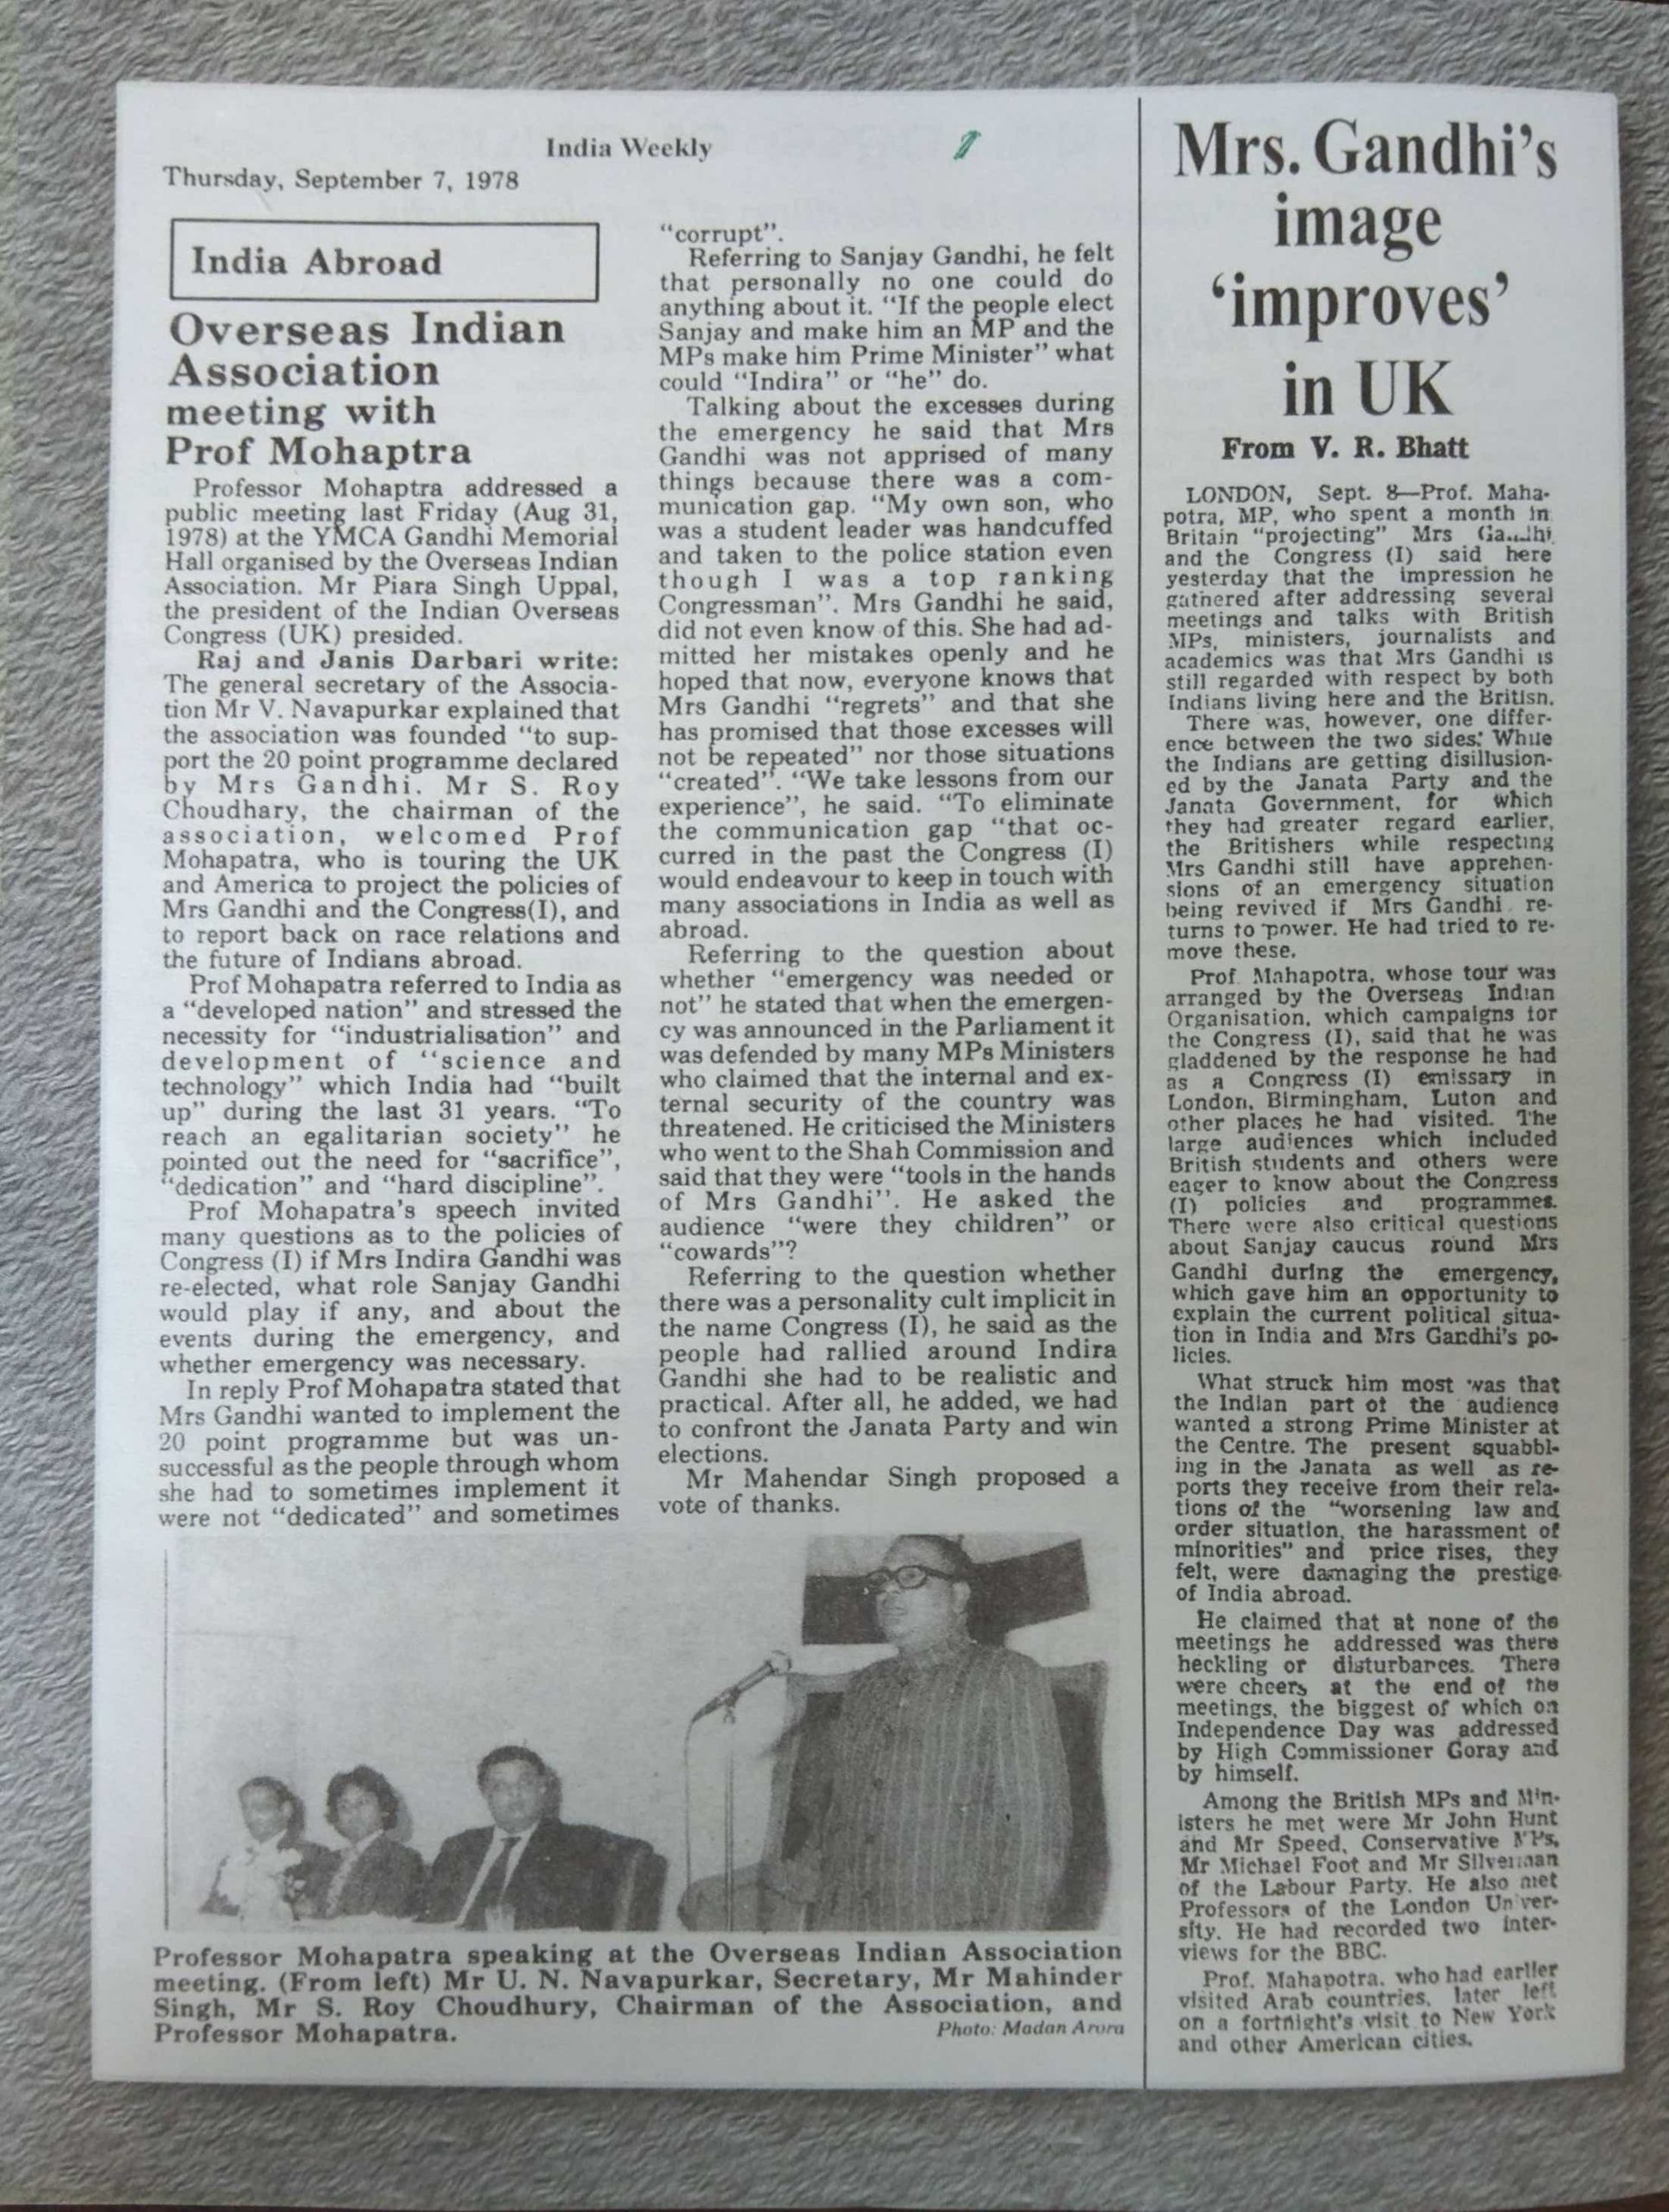 India Weekly
Thursday, September 7, 1978
India Abroad
Overseas Indian
Association
meeting with
Prof Mohaptra
Professor Mohaptra addressed a
public meeting last Friday (Aug 31,
1978) at the YMCA Gandhi Memorial
Hall organised by the Overseas Indian
Association. Mr Piara Singh Uppal,
the president of the Indian Overseas
Congress (UK) presided.
Raj and Janis Darbari write:
The general secretary of the Associa-
tion Mr V. Navapurkar explained that
the association was founded "to sup-
port the 20 point programme declared
by Mrs Gandhi. Mr S. Roy
Choudhary, the chairman of the
association, welcomed Prof
Mohapatra, who is touring the UK
and America to project the policies of
Mrs Gandhi and the Congress(I), and
to report back on race relations and
the future of Indians abroad.
Prof Mohapatra referred to India as
a "developed nation" and stressed the
necessity for "industrialisation" and
development of "science and
technology" which India had "built
up" during the last 31 years. "To
reach an egalitarian society" he
pointed out the need for "sacrifice",
"dedication" and "hard discipline".
Prof Mohapatra's speech invited
many questions as to the policies of
Congress (I) if Mrs Indira Gandhi was
re-elected, what role Sanjay Gandhi
would play if any, and about the
events during the emergency, and
whether emergency was necessary.
In reply Prof Mohapatra stated that
Mrs Gandhi wanted to implement the
20 point programme but was un-
successful as the people through whom
she had to sometimes implement it
were not "dedicated" and sometimes
"corrupt".
Referring to Sanjay Gandhi, he felt
that personally no one could do
anything about it. "If the people elect
Sanjay and make him an MP and the
MPs make him Prime Minister" what
could "Indira" or "he" do.
Talking about the excesses during
the emergency he said that Mrs
Gandhi was not apprised of many
things because there was a com-
munication gap. "My own son, who
was a student leader was handcuffed
and taken to the police station even
though I was a top ranking
Congressman". Mrs Gandhi he said,
did not even know of this. She had ad-
mitted her mistakes openly and he
hoped that now, everyone knows that
Mrs Gandhi "regrets" and that she
has promised that those excesses will
not be repeated" nor those situations
"created". "We take lessons from our
experience", he said. "To eliminate
the communication gap "that oc-
curred in the past the Congress (I)
would endeavour to keep in touch with
many associations in India as well as
abroad.
Referring to the question about
whether "emergency was needed or
not" he stated that when the emergen-
cy was announced in the Parliament it
was defended by many MPs Ministers
who claimed that the internal and ex-
ternal security of the country was
threatened. He criticised the Ministers
who went to the Shah Commission and
said that they were "tools in the hands
of Mrs Gandhi". He asked the
audience "were they children" or
"cowards"?
Referring to the question whether
there was a personality cult implicit in
the name Congress (I), he said as the
people had rallied around Indira
Gandhi she had to be realistic and
practical. After all, he added, we had
to confront the Janata Party and win
elections.
Mr Mahendar Singh proposed a
vote of thanks.
Professor Mohapatra speaking at the Overseas Indian Association
meeting. (From left) Mr U. N. Navapurkar, Secretary, Mr Mahinder
Singh, Mr S. Roy Choudhury, Chairman of the Association, and
Professor Mohapatra.
Photo: Madan Arora
Mrs. Gandhi's
image
'improves'
in UK
From V. R. Bhatt
LONDON, Sept. 8—Prof. Maha-
potra, MP, who spent a month in
Britain "projecting" Mrs Gandhi
and the Congress (I) said here
yesterday that the impression he
gathered after addressing several
meetings and talks with British
MPs, ministers, journalists and
academics was that Mrs Gandhi is
still regarded with respect by both
Indians living here and the British.
There was, however, one differ-
ence between the two sides: While
the Indians are getting disillusion-
ed by the Janata Party and the
Janata Government, for which
they had greater regard earlier,
the Britishers while respecting
Mrs Gandhi still have apprehen-
sions of an emergency situation
being revived if Mrs Gandhi re-
turns to power. He had tried to re-
move these.
Prof. Mahapotra, whose tour was
arranged by the Overseas Indian
Organisation, which campaigns for
the Congress (I), said that he was
gladdened by the response he had
as a Congress (I) emissary in
London, Birmingham, Luton and
other places he had visited. The
large audiences which included
British students and others were
eager to know about the Congress
(I) policies and programmes.
There were also critical questions
about Sanjay caucus round Mrs
Gandhi during the emergency,
which gave him an opportunity to
explain the current political situa-
tion in India and Mrs Gandhi's po-
licies.
What struck him most was that
the Indian part of the audience
wanted a strong Prime Minister at
the Centre. The present squabbl-
ing in the Janata as well as re-
ports they receive from their rela-
tions of the "worsening law and
order situation, the harassment of
minorities" and price rises, they
felt, were damaging the prestige
of India abroad.
He claimed that at none of the
meetings he addressed was there
heckling or disturbances. There
were cheers at the end of the
meetings, the biggest of which on
Independence Day was addressed
by High Commissioner Goray and
by himself.
Among the British MPs and Min-
isters he met were Mr John Hunt
and Mr Speed, Conservative MPs,
Mr Michael Foot and Mr Silverman
of the Labour Party. He also met
Professors of the London Univer-
sity. He had recorded two inter-
views for the BBC.
Prof. Mahapotra, who had earlier
visited Arab countries, later left
on a fortnight's visit to New York
and other American cities.